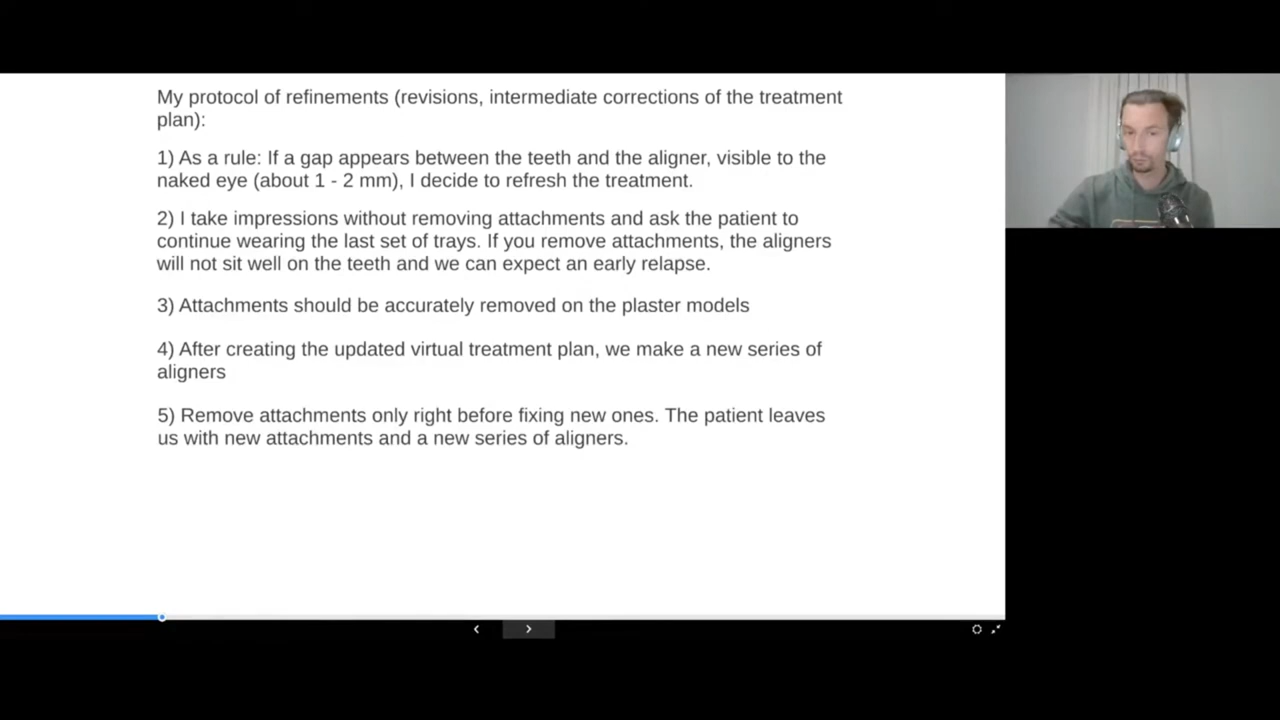 My protocol of refinements (revisions, intermediate corrections of the treatment
plan):
1) As a rule: If a gap appears between the teeth and the aligner, visible to the
naked eye (about 1 - 2 mm), I decide to refresh the treatment.
2) I take impressions without removing attachments and ask the patient to
continue wearing the last set of trays. If you remove attachments, the aligners
will not sit well on the teeth and we can expect an early relapse.
3) Attachments should be accurately removed on the plaster models
4) After creating the updated virtual treatment plan, we make a new series of
aligners
5) Remove attachments only right before fixing new ones. The patient leaves
us with new attachments and a new series of aligners.